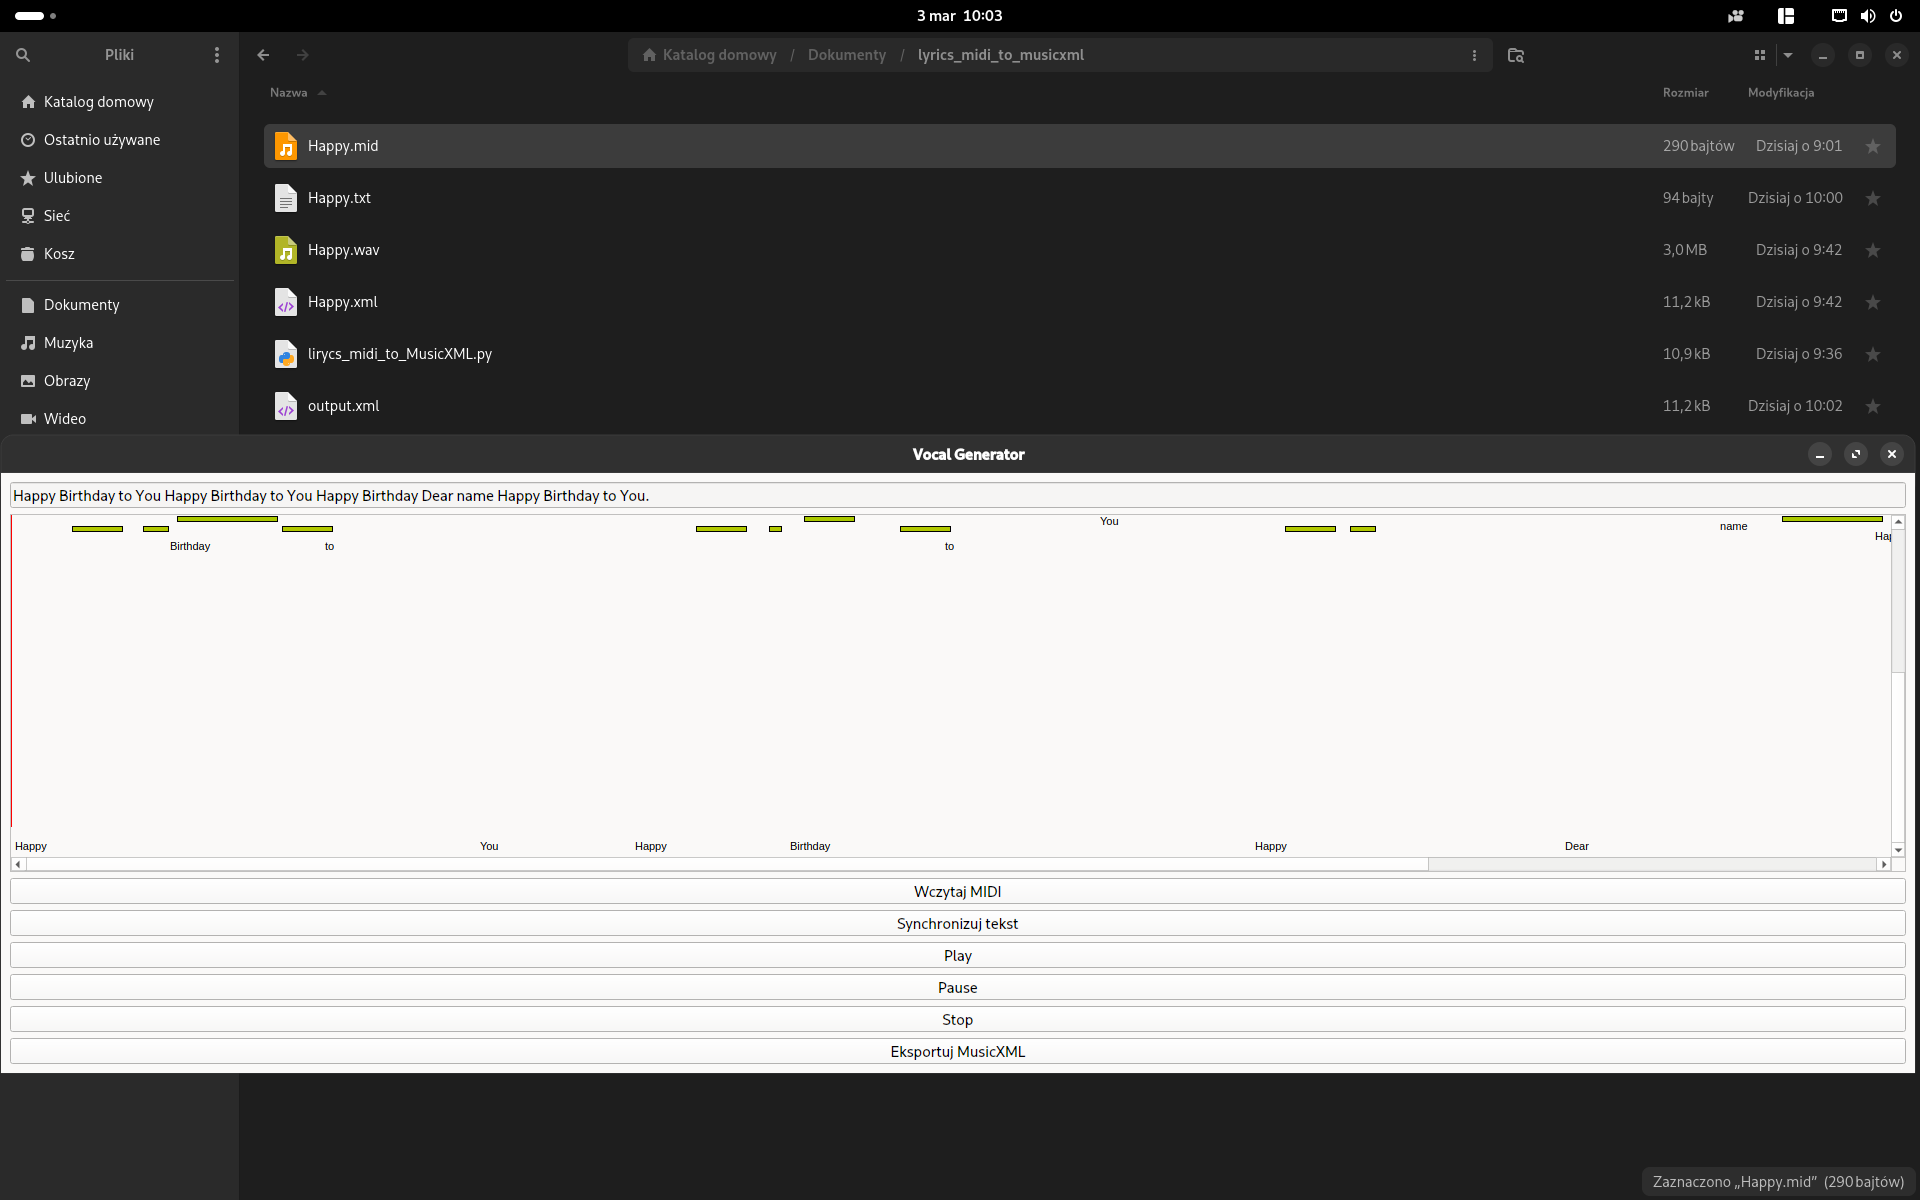 3 mar 10:03
Pliki
Katalog domowy / Dokumenty / lyrics_midi_to_musicxml
Nazwa
Rozmiar
Modyfikacja
Katalog domowy
Ostatnio używane
Ulubione
Sieć
Kosz
Dokumenty
Muzyka
Obrazy
Wideo
Happy.mid 290 bajtów Dzisiaj o 9:01
Happy.txt 94 bajty Dzisiaj o 10:00
Happy.wav 3,0 MB Dzisiaj o 9:42
Happy.xml 11,2 kB Dzisiaj o 9:42
lirycs_midi_to_MusicXML.py 10,9 kB Dzisiaj o 9:36
output.xml 11,2 kB Dzisiaj o 10:02
Vocal Generator
Happy Birthday to You Happy Birthday to You Happy Birthday Dear name Happy Birthday to You.
You
name
Hap
Birthday to to
Happy You Happy Birthday Happy Dear
Wczytaj MIDI
Synchronizuj tekst
Play
Pause
Stop
Eksportuj MusicXML
Zaznaczono „Happy.mid” (290 bajtów)